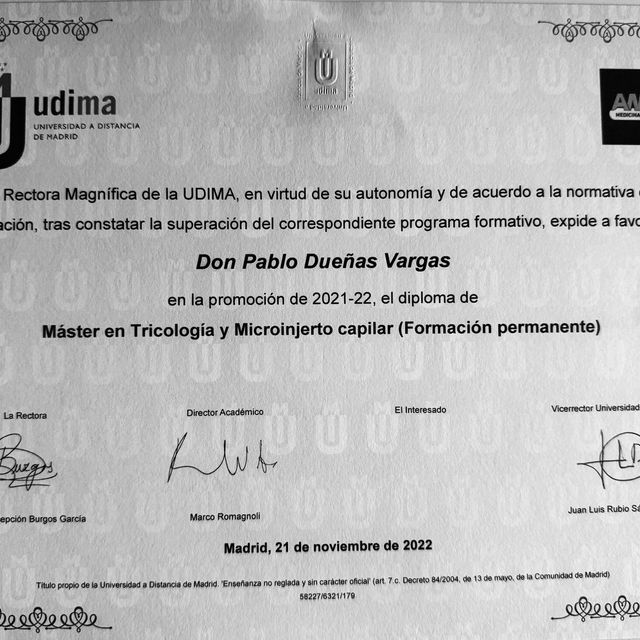 udima
UNIVERSIDAD A DISTANCIA
DE MADRID
udima
MEDICINA
Rectora Magnífica de la UDIMA, en virtud de su autonomía y de acuerdo a la normativa
ación, tras constatar la superación del correspondiente programa formativo, expide a favo
Don Pablo Dueñas Vargas
en la promoción de 2021-22, el diploma de
Máster en Tricología y Microinjerto capilar (Formación permanente)
La Rectora Director Académico El Interesado Vicerrector Universidad
Burgos
epción Burgos García Marco Romagnoli Juan Luis Rubio Sá
Madrid, 21 de noviembre de 2022
Título propio de la Universidad a Distancia de Madrid. 'Enseñanza no reglada y sin carácter oficial' (art. 7.c. Decreto 84/2004, de 13 de mayo, de la Comunidad de Madrid)
58227/6321/179